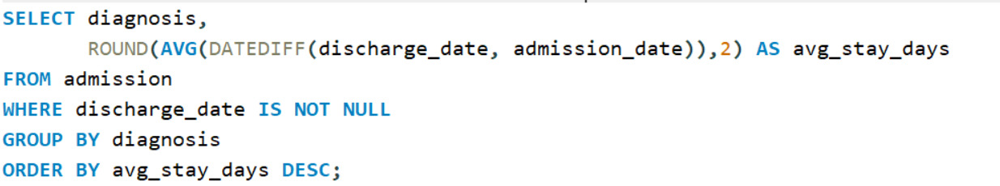 SELECT diagnosis,
       ROUND(AVG(DATEDIFF(discharge_date, admission_date)),2) AS avg_stay_days
FROM admission
WHERE discharge_date IS NOT NULL
GROUP BY diagnosis
ORDER BY avg_stay_days DESC;